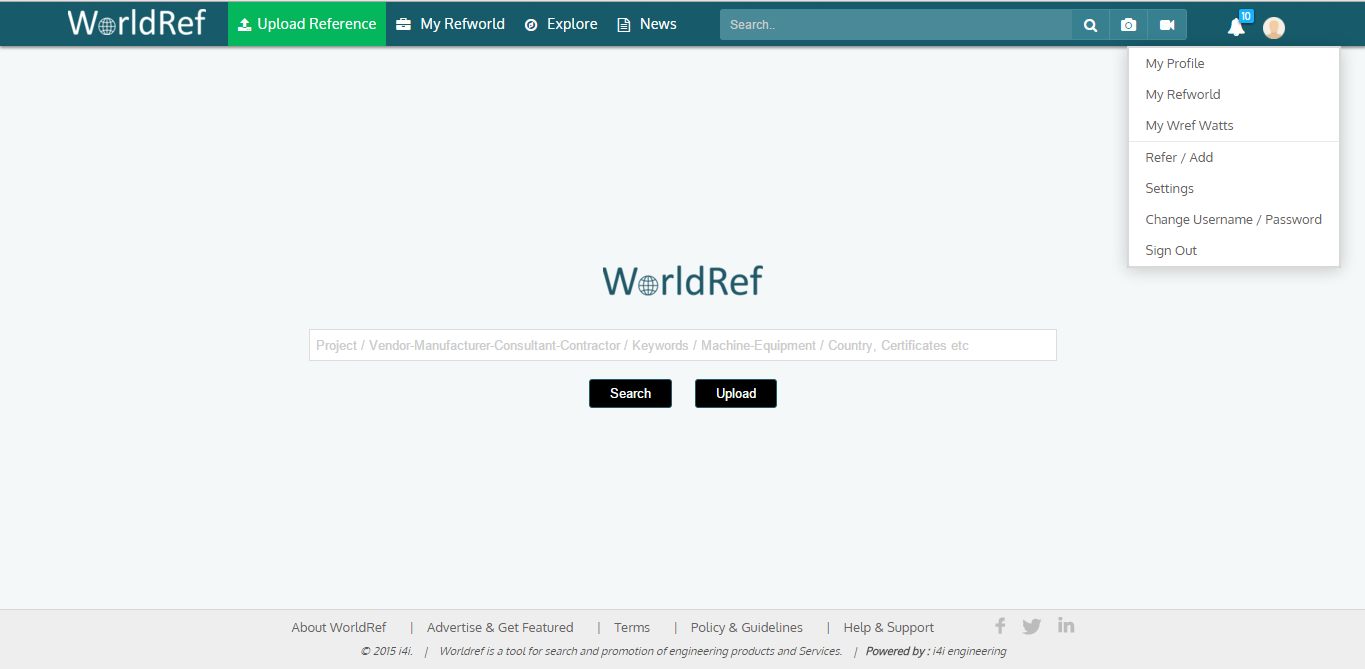 WorldRef Upload Reference My Refworld Explore News Search.. 10
My Profile
My Refworld
My Wref Watts
Refer / Add
Settings
Change Username / Password
Sign Out
WorldRef
Project / Vendor-Manufacturer-Consultant-Contractor / Keywords / Machine-Equipment / Country, Certificates etc
Search Upload
About WorldRef | Advertise & Get Featured | Terms | Policy & Guidelines | Help & Support
© 2015 i4i. | Worldref is a tool for search and promotion of engineering products and Services. | Powered by : i4i engineering